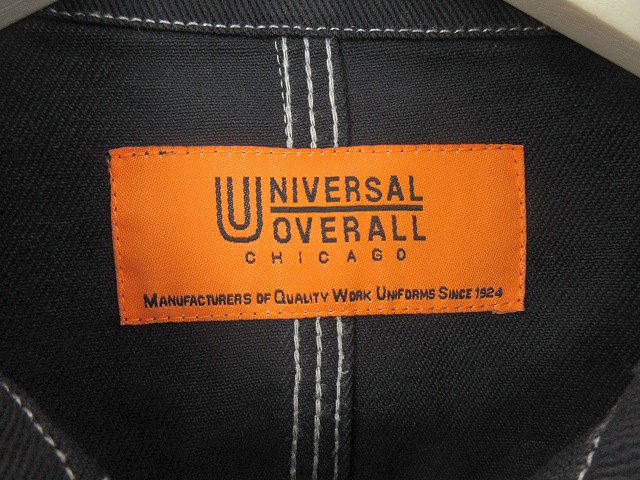 UNIVERSAL
OVERALL
CHICAGO
MANUFACTURERS OF QUALITY WORK UNIFORMS SINCE 1924